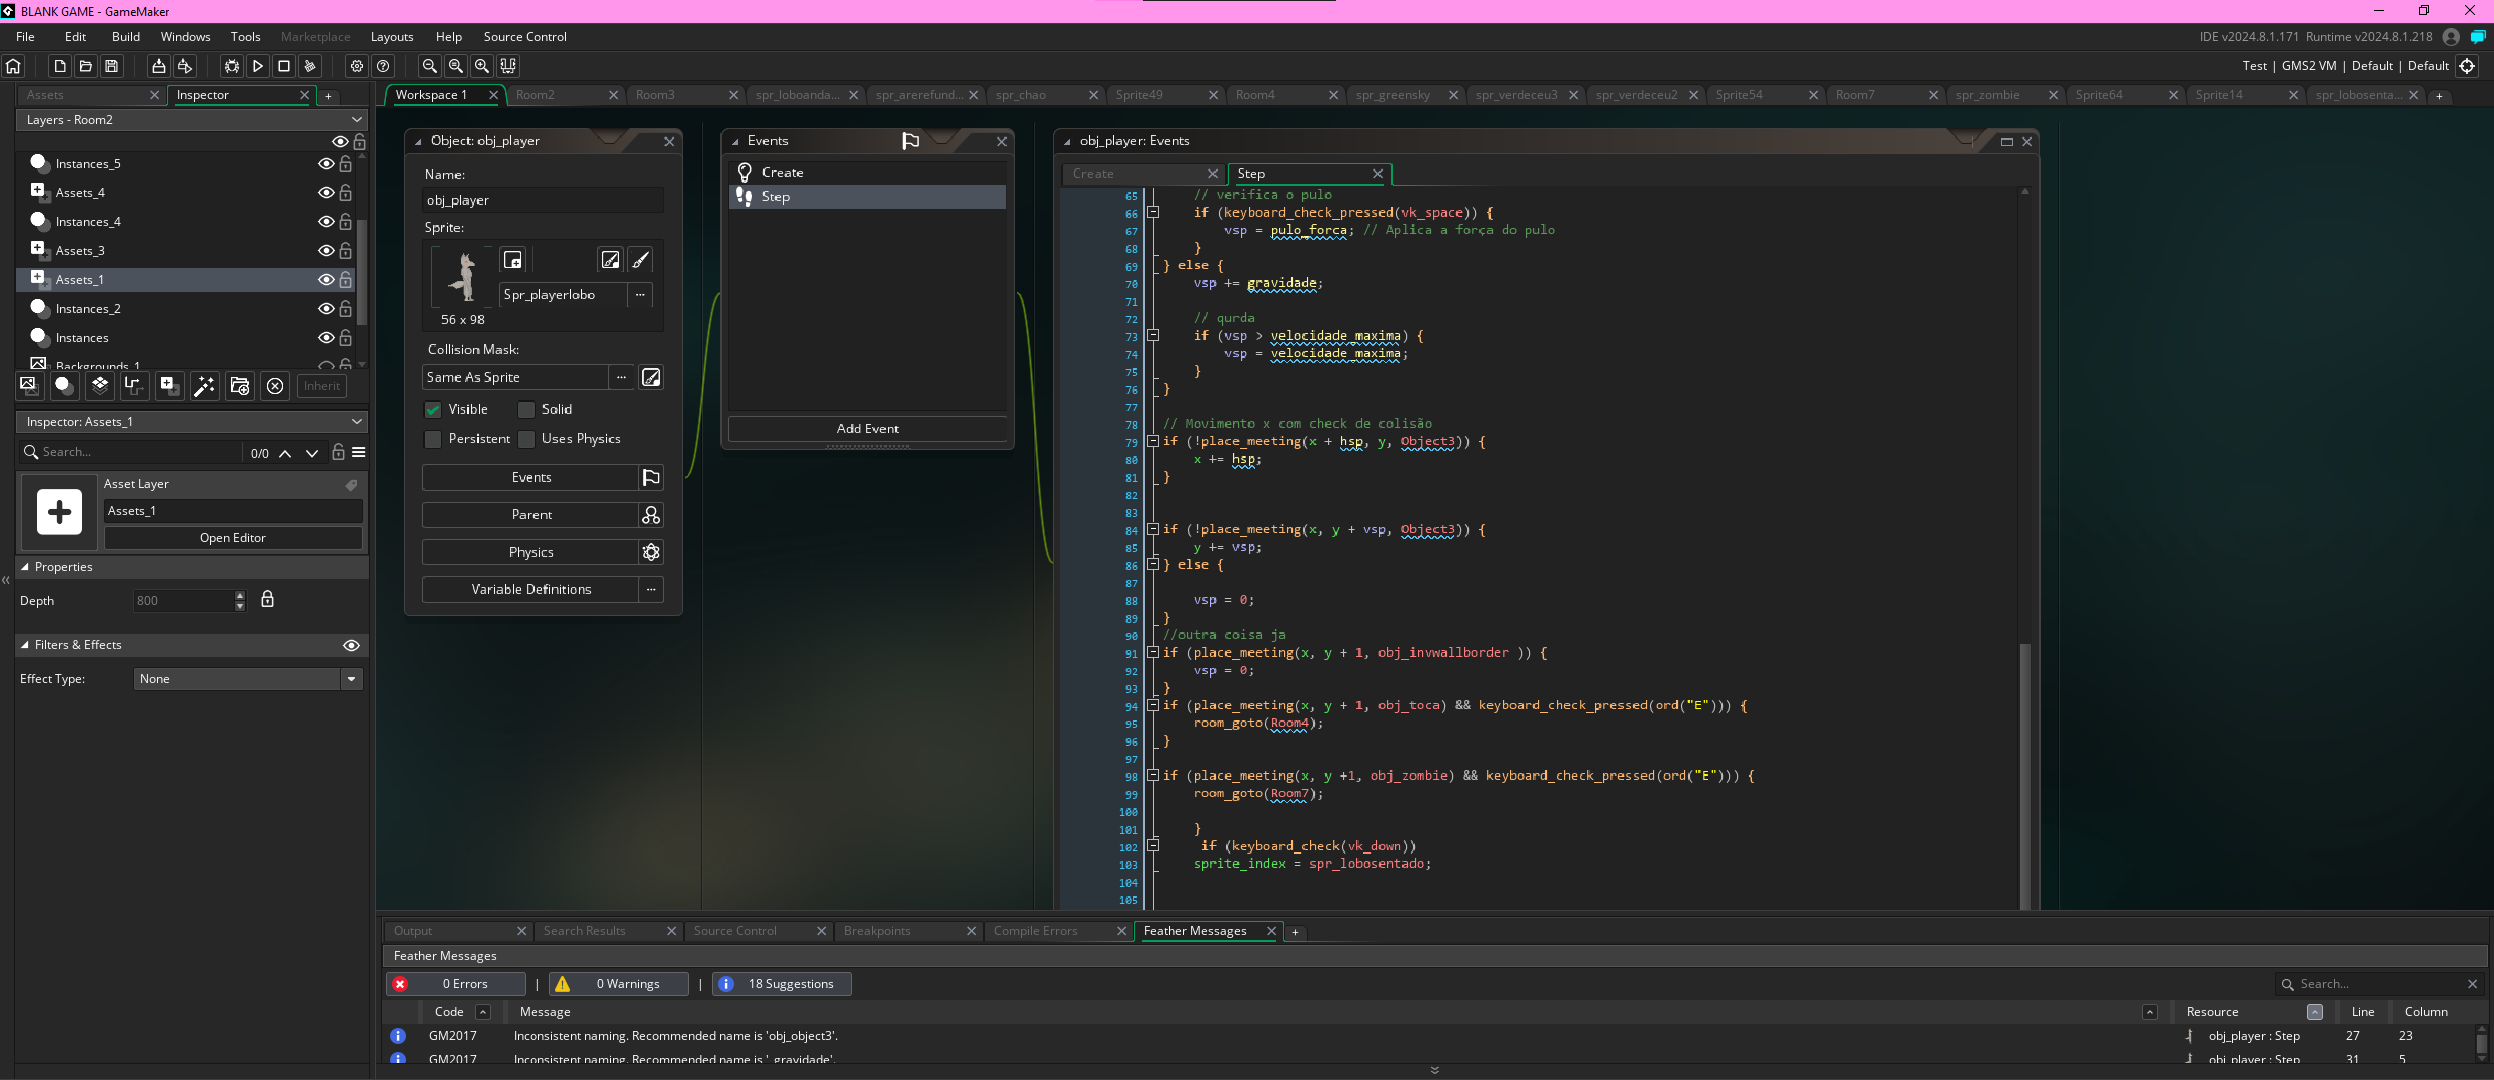 BLANK GAME - GameMaker
File Edit Build Windows Tools Marketplace Layouts Help Source Control
IDE v2024.8.1.171 Runtime v2024.8.1.218
Test | GMS2 VM | Default | Default
Assets Inspector +
Workspace 1 Room2 Room3 spr_loboanda... spr_arerefund... spr_chao Sprite49 Room4 spr_greensky spr_verdeceu3 spr_verdeceu2 Sprite54 Room7 spr_zombie Sprite64 Sprite14 spr_lobosenta... +
Layers - Room2
Instances_5
Assets_4
Instances_4
Assets_3
Assets_1
Instances_2
Instances
Backgrounds_1
Inherit
Inspector: Assets_1
Search... 0/0
Asset Layer
Assets_1
Open Editor
Properties
Depth 800
Filters & Effects
Effect Type: None
Object: obj_player
Name:
obj_player
Sprite:
Spr_playerlobo ...
56 x 98
Collision Mask:
Same As Sprite ...
Visible Solid
Persistent Uses Physics
Events
Parent
Physics
Variable Definitions ...
Events
Create
Step
Add Event
obj_player: Events
Create Step
65 // verifica o pulo
66 if (keyboard_check_pressed(vk_space)) {
67 vsp = pulo_forca; // Aplica a força do pulo
68 }
69 } else {
70 vsp += gravidade;
71
72 // qurda
73 if (vsp > velocidade_maxima) {
74 vsp = velocidade_maxima;
75 }
76 }
77
78 // Movimento x com check de colisão
79 if (!place_meeting(x + hsp, y, Object3)) {
80 x += hsp;
81 }
82
83
84 if (!place_meeting(x, y + vsp, Object3)) {
85 y += vsp;
86 } else {
87
88 vsp = 0;
89 }
90 //outra coisa ja
91 if (place_meeting(x, y + 1, obj_invwallborder )) {
92 vsp = 0;
93 }
94 if (place_meeting(x, y + 1, obj_toca) && keyboard_check_pressed(ord("E"))) {
95 room_goto(Room4);
96 }
97
98 if (place_meeting(x, y +1, obj_zombie) && keyboard_check_pressed(ord("E"))) {
99 room_goto(Room7);
100
101 }
102 if (keyboard_check(vk_down))
103 sprite_index = spr_lobosentado;
104
105
Output Search Results Source Control Breakpoints Compile Errors Feather Messages +
Feather Messages
0 Errors | 0 Warnings | 18 Suggestions
Search...
Code Message Resource Line Column
GM2017 Inconsistent naming. Recommended name is 'obj_object3'. obj_player : Step 27 23
GM2017 Inconsistent naming. Recommended name is '_gravidade'. obj_player : Step 31 5